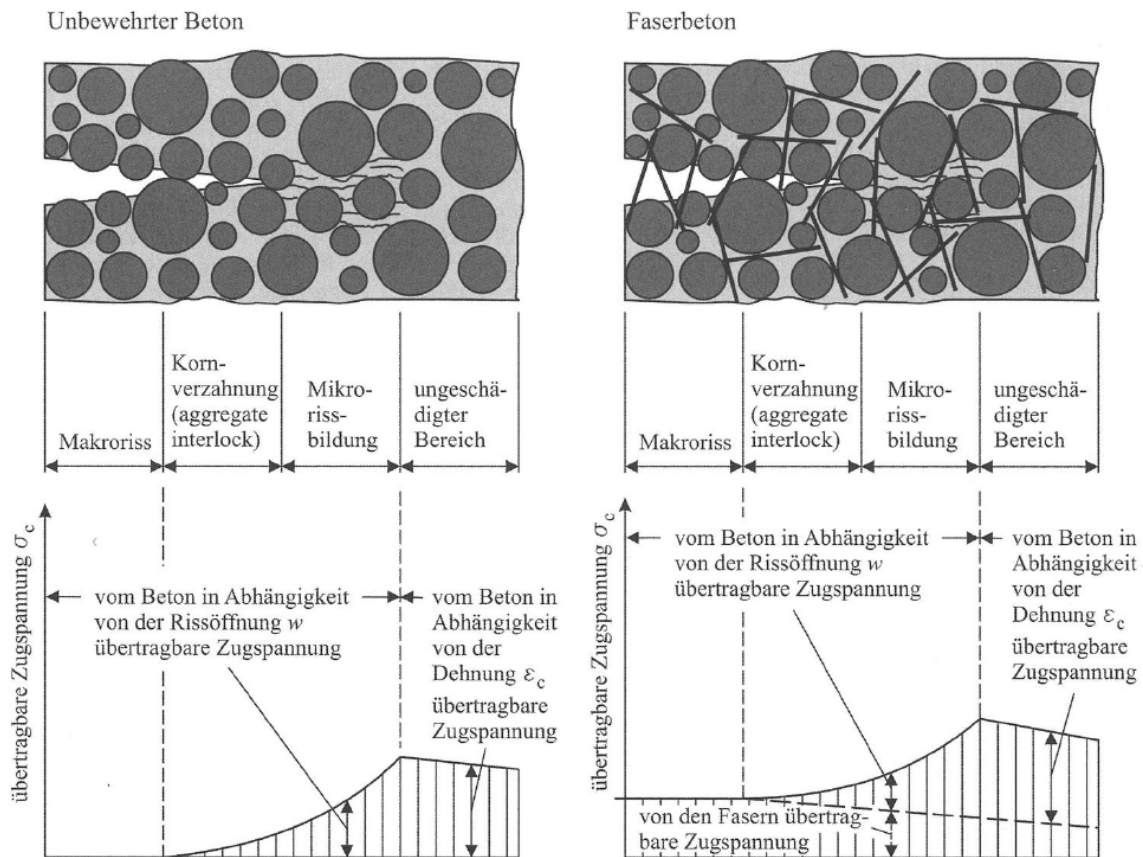 Unbewehrter Beton
Makroriss
Korn-
verzahnung
(aggregate
interlock)
Mikro-
riss-
bildung
ungeschä-
digter
Bereich
übertragbare Zugspannung σc
vom Beton in Abhängigkeit
von der Rissöffnung w
übertragbare Zugspannung
vom Beton in
Abhängigkeit
von der
Dehnung εc
übertragbare
Zugspannung
Faserbeton
Makroriss
Korn-
verzahnung
(aggregate
interlock)
Mikro-
riss-
bildung
ungeschä-
digter
Bereich
übertragbare Zugspannung σc
vom Beton in Abhängigkeit
von der Rissöffnung w
übertragbare Zugspannung
vom Beton in
Abhängigkeit
von der
Dehnung εc
übertragbare
Zugspannung
von den Fasern übertrag-
bare Zugspannung